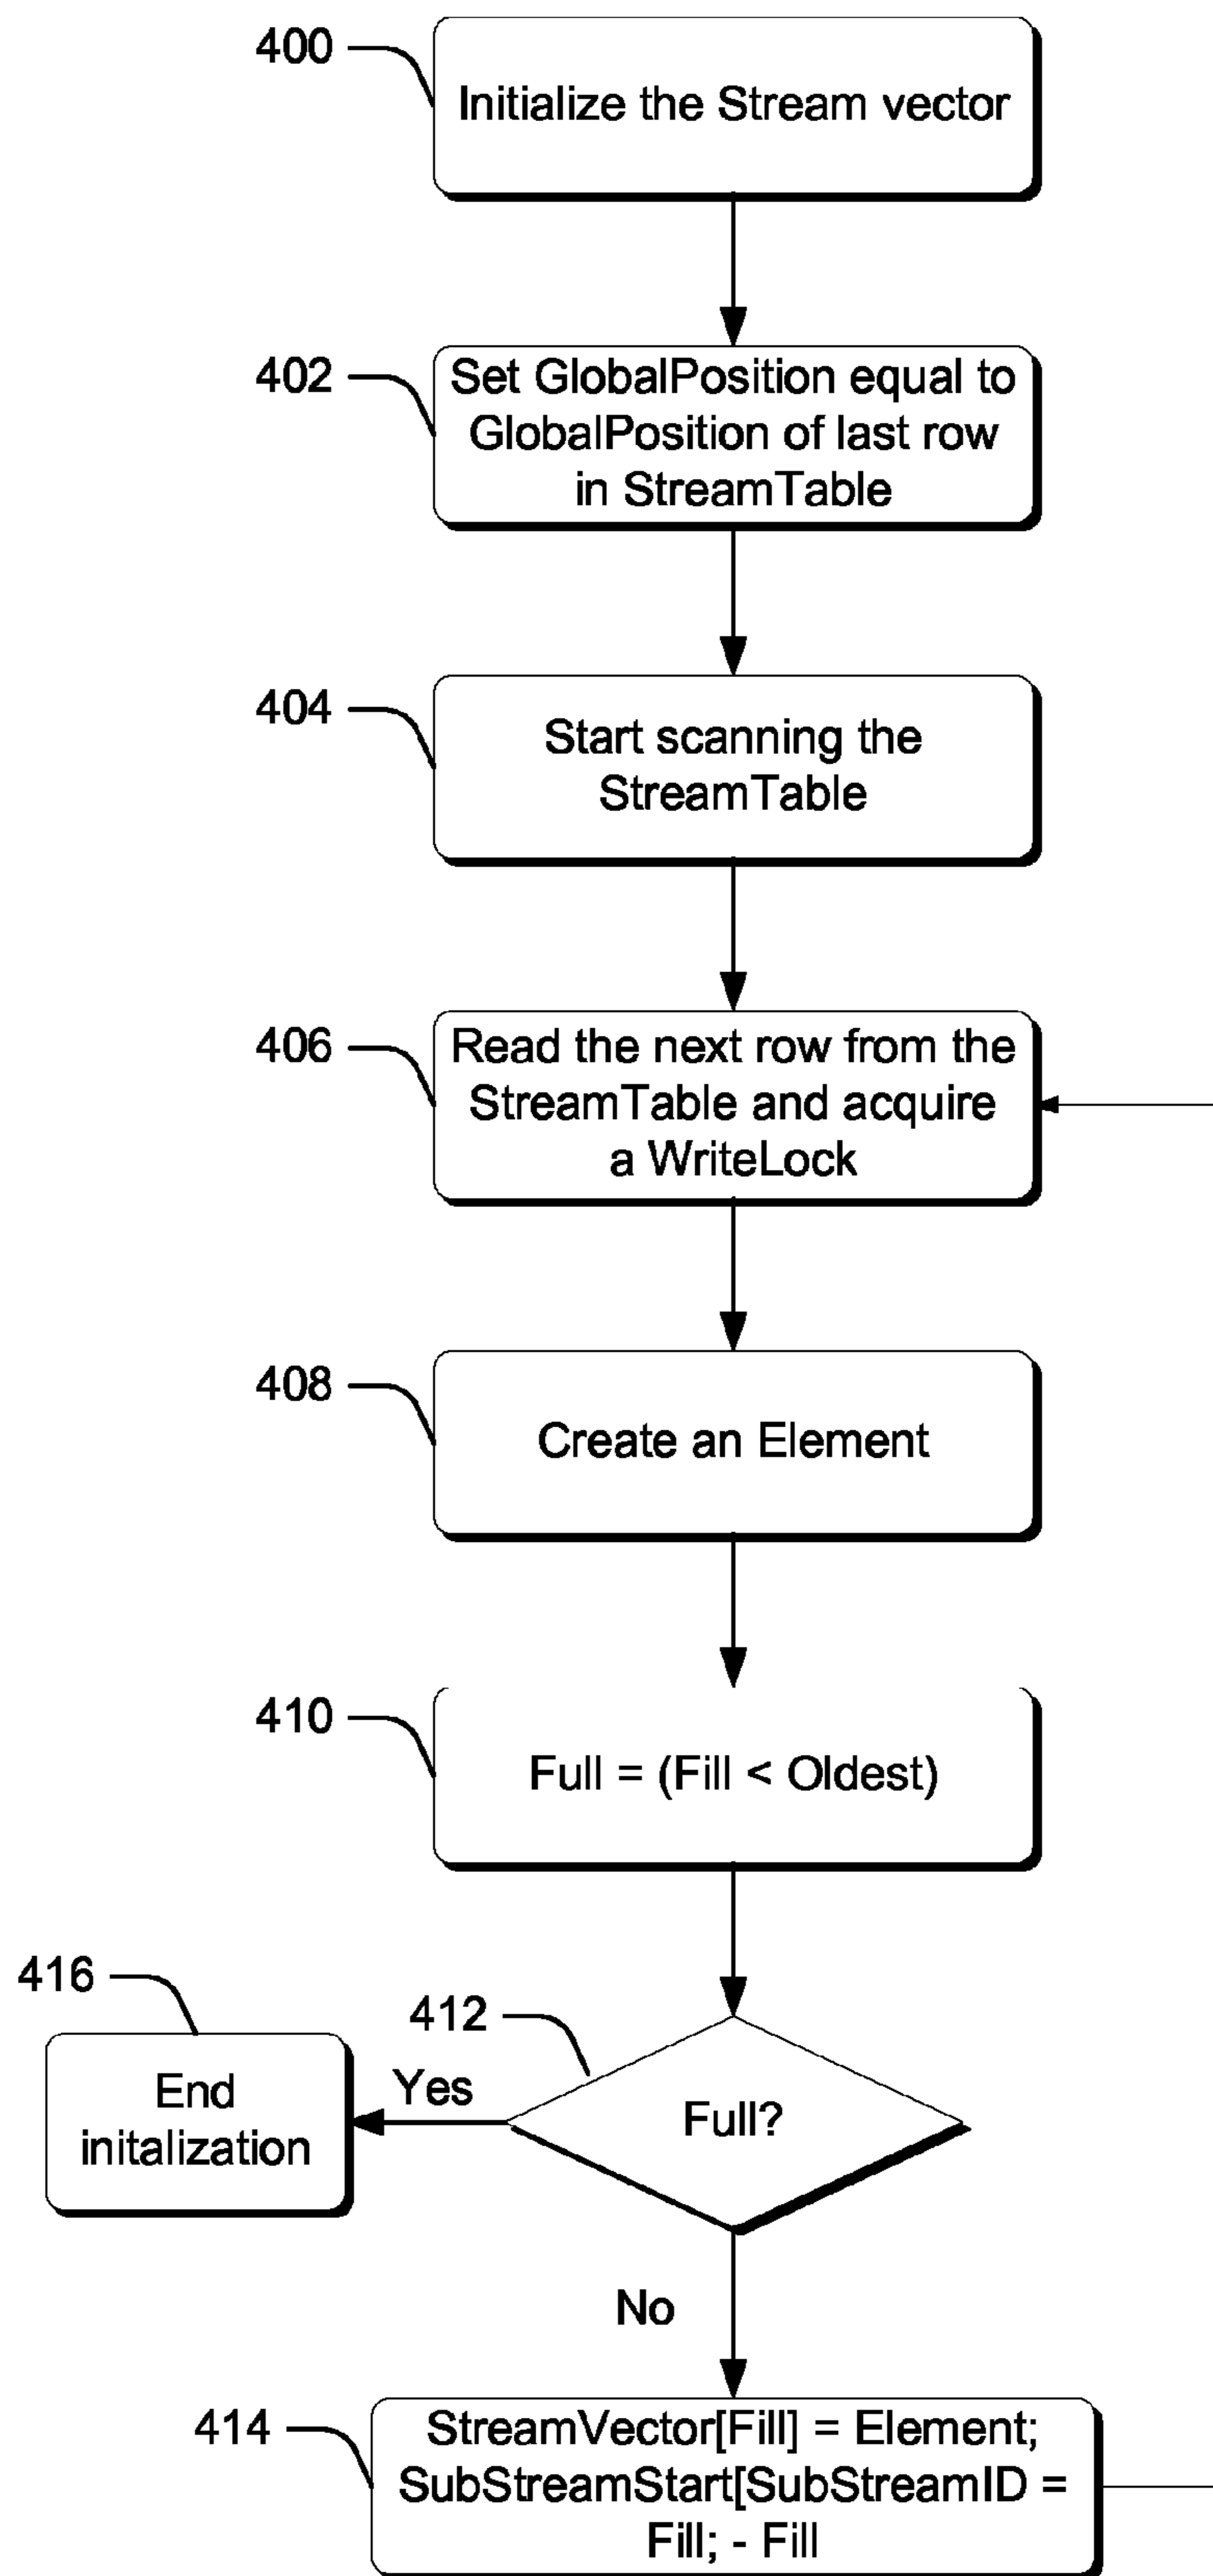 400
Initialize the Stream vector
402
Set GlobalPosition equal to
GlobalPosition of last row
in StreamTable
404
Start scanning the
StreamTable
406
Read the next row from the
StreamTable and acquire
a WriteLock
408
Create an Element
410
Full = (Fill < Oldest)
416
412
End
initalization
Yes
Full?
No
414
StreamVector[Fill] = Element;
SubStreamStart[SubStreamID =
Fill; - Fill